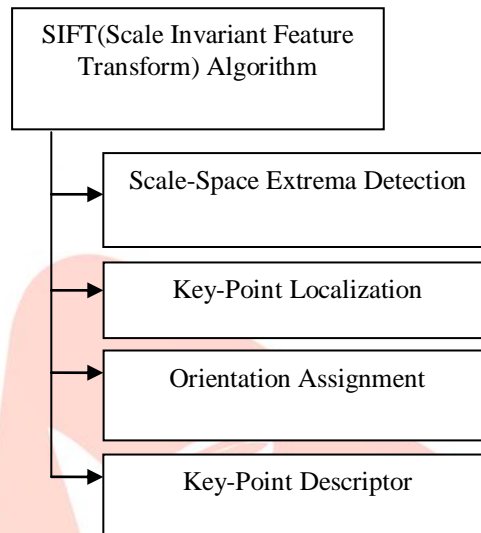 SIFT(Scale Invariant Feature
Transform) Algorithm
Scale-Space Extrema Detection
Key-Point Localization
Orientation Assignment
Key-Point Descriptor